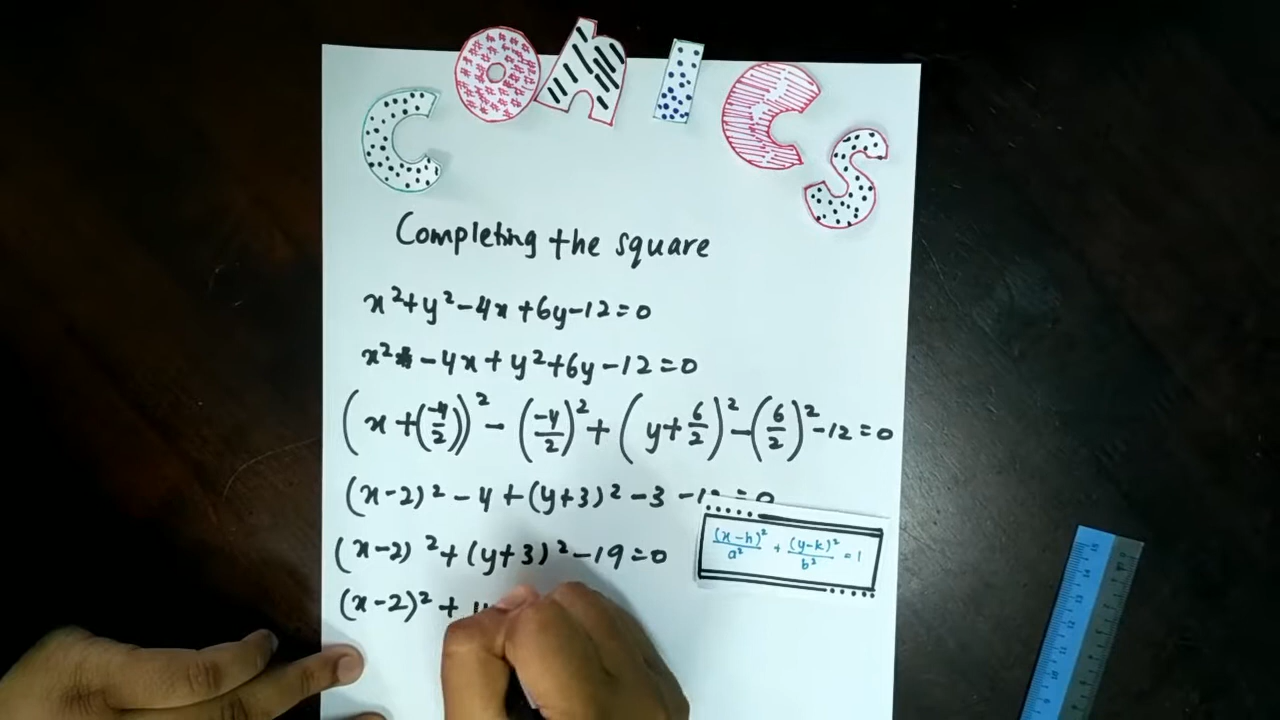 CONICS
Completing the square
x²+y²-4x+6y-12=0
x² -4x+y²+6y-12=0
(x+(-4/2))² - (-4/2)² + (y+6/2)² - (6/2)² -12=0
(x-2)² -4+(y+3)² -3 -12=0
(x-2)²+(y+3)²-19=0
(x-h)²/a² + (y-k)²/b² =1
(x-2)² +